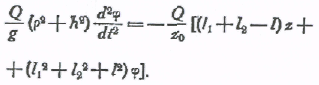 Q/g (ρ² + h²) d²φ/dt² = − Q/z₀ [(l₁ + l₂ − l) z +
+ (l₁² + l₂² + l²) φ].